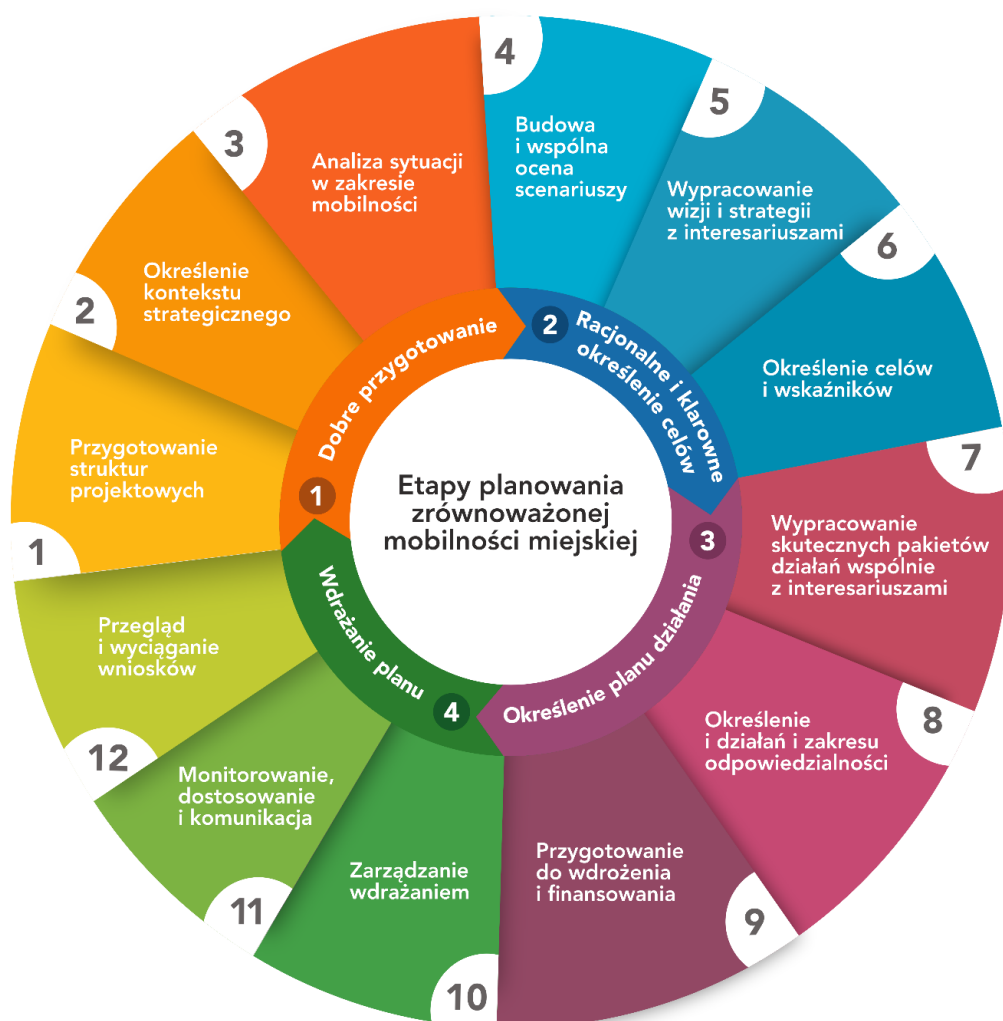 Etapy planowania
zrównoważonej
mobilności miejskiej
1
Dobre przygotowanie
2
Racjonalne i klarowne
określenie celów
3
Określenie planu działania
4
Wdrażanie planu
1
Przygotowanie
struktur
projektowych
2
Określenie
kontekstu
strategicznego
3
Analiza sytuacji
w zakresie
mobilności
4
Budowa
i wspólna
ocena
scenariuszy
5
Wypracowanie
wizji i strategii
z interesariuszami
6
Określenie celów
i wskaźników
7
Wypracowanie
skutecznych pakietów
działań wspólnie
z interesariuszami
8
Określenie
i działań i zakresu
odpowiedzialności
9
Przygotowanie
do wdrożenia
i finansowania
10
Zarządzanie
wdrażaniem
11
Monitorowanie,
dostosowanie
i komunikacja
12
Przegląd
i wyciąganie
wniosków